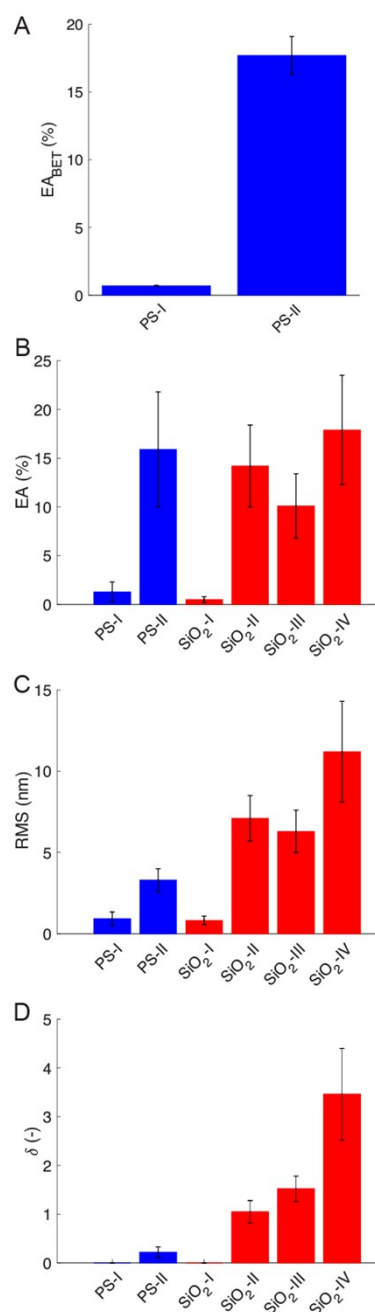 A
20
15
10
5
0
EA_BET (%)
PS-I
PS-II
B
25
20
15
10
5
0
EA (%)
PS-I
PS-II
SiO₂-I
SiO₂-II
SiO₂-III
SiO₂-IV
C
15
10
5
0
RMS (nm)
PS-I
PS-II
SiO₂-I
SiO₂-II
SiO₂-III
SiO₂-IV
D
5
4
3
2
1
0
δ (-)
PS-I
PS-II
SiO₂-I
SiO₂-II
SiO₂-III
SiO₂-IV